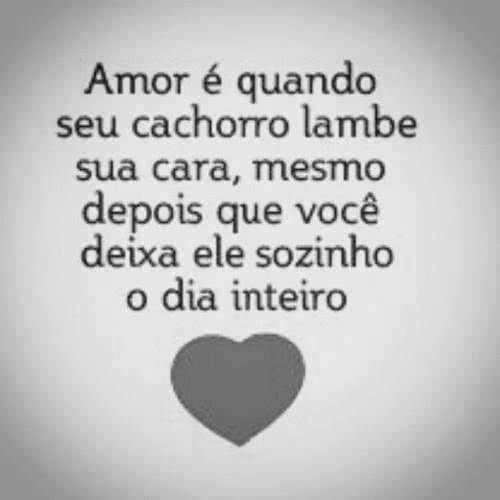 Amor é quando
seu cachorro lambe
sua cara, mesmo
depois que você
deixa ele sozinho
o dia inteiro